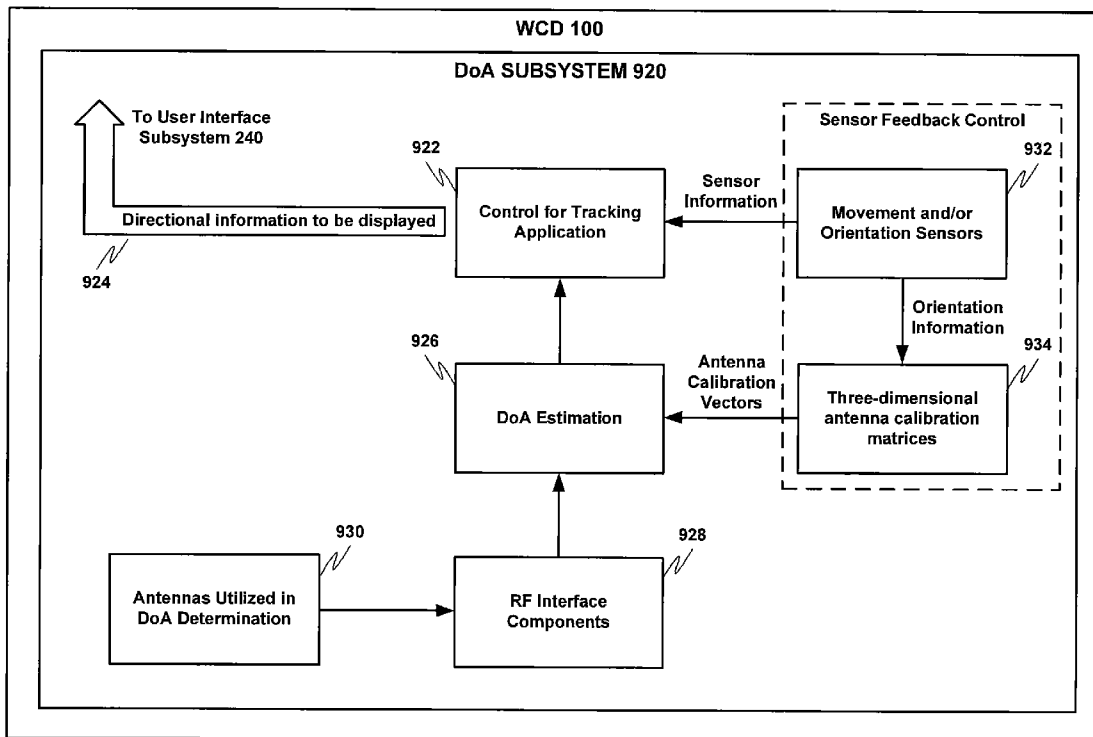 WCD 100
DoA SUBSYSTEM 920
To User Interface
Subsystem 240
Sensor Feedback Control
922
932
Control for Tracking
Application
Sensor
Information
Movement and/or
Orientation Sensors
Directional information to be displayed
924
Orientation
Information
926
934
DoA Estimation
Antenna
Calibration
Vectors
Three-dimensional
antenna calibration
matrices
930
928
Antennas Utilized in
DoA Determination
RF Interface
Components